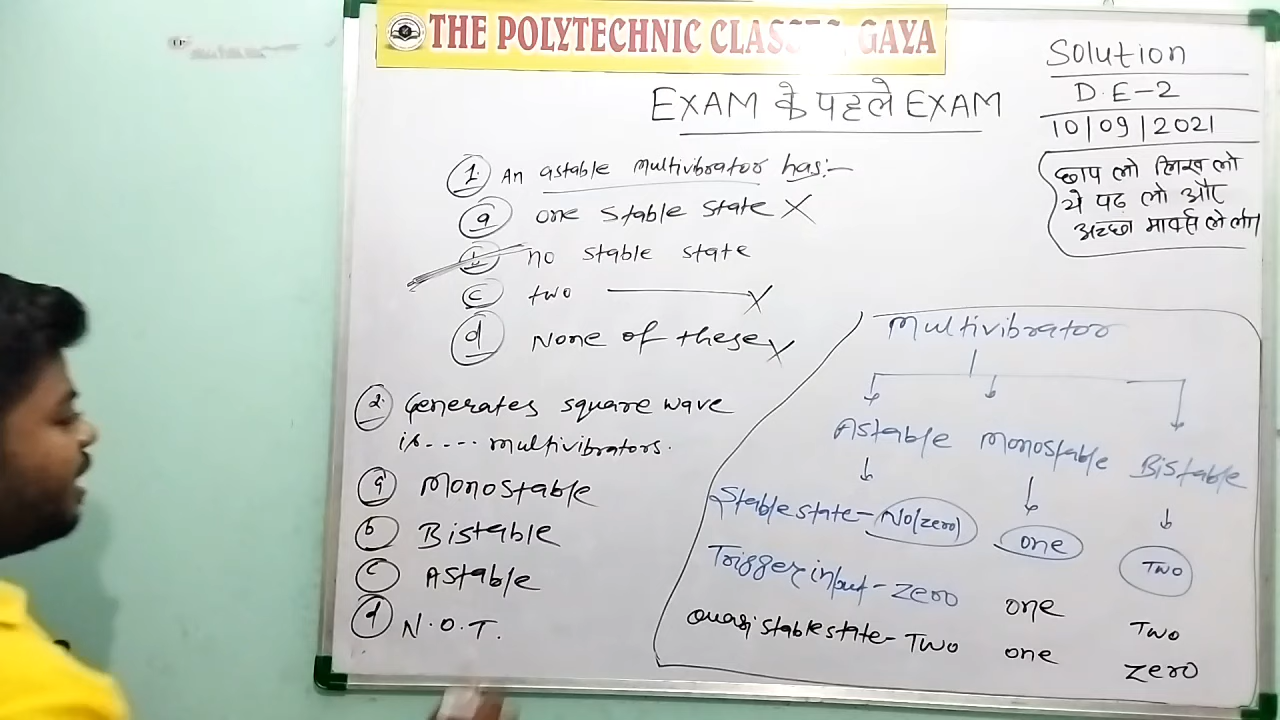 THE POLYTECHNIC CLASSES, GAYA
EXAM के पहले EXAM
Solution
D.E-2
10/09/2021
छाप लो लिख लो
ये पढ़ लो और
अच्छा मार्क्स ले लो।
1. An astable multivibrator has:-
a one stable state X
b no stable state
c two ——— X
d None of these X
2. Generates square wave
is.... multivibrators.
a Monostable
b Bistable
c Astable
d N.O.T.
Multivibrator
Astable Monostable Bistable
Stable state- No(zero) one Two
Trigger input- zero one Two
Quasi stable state- Two one zero